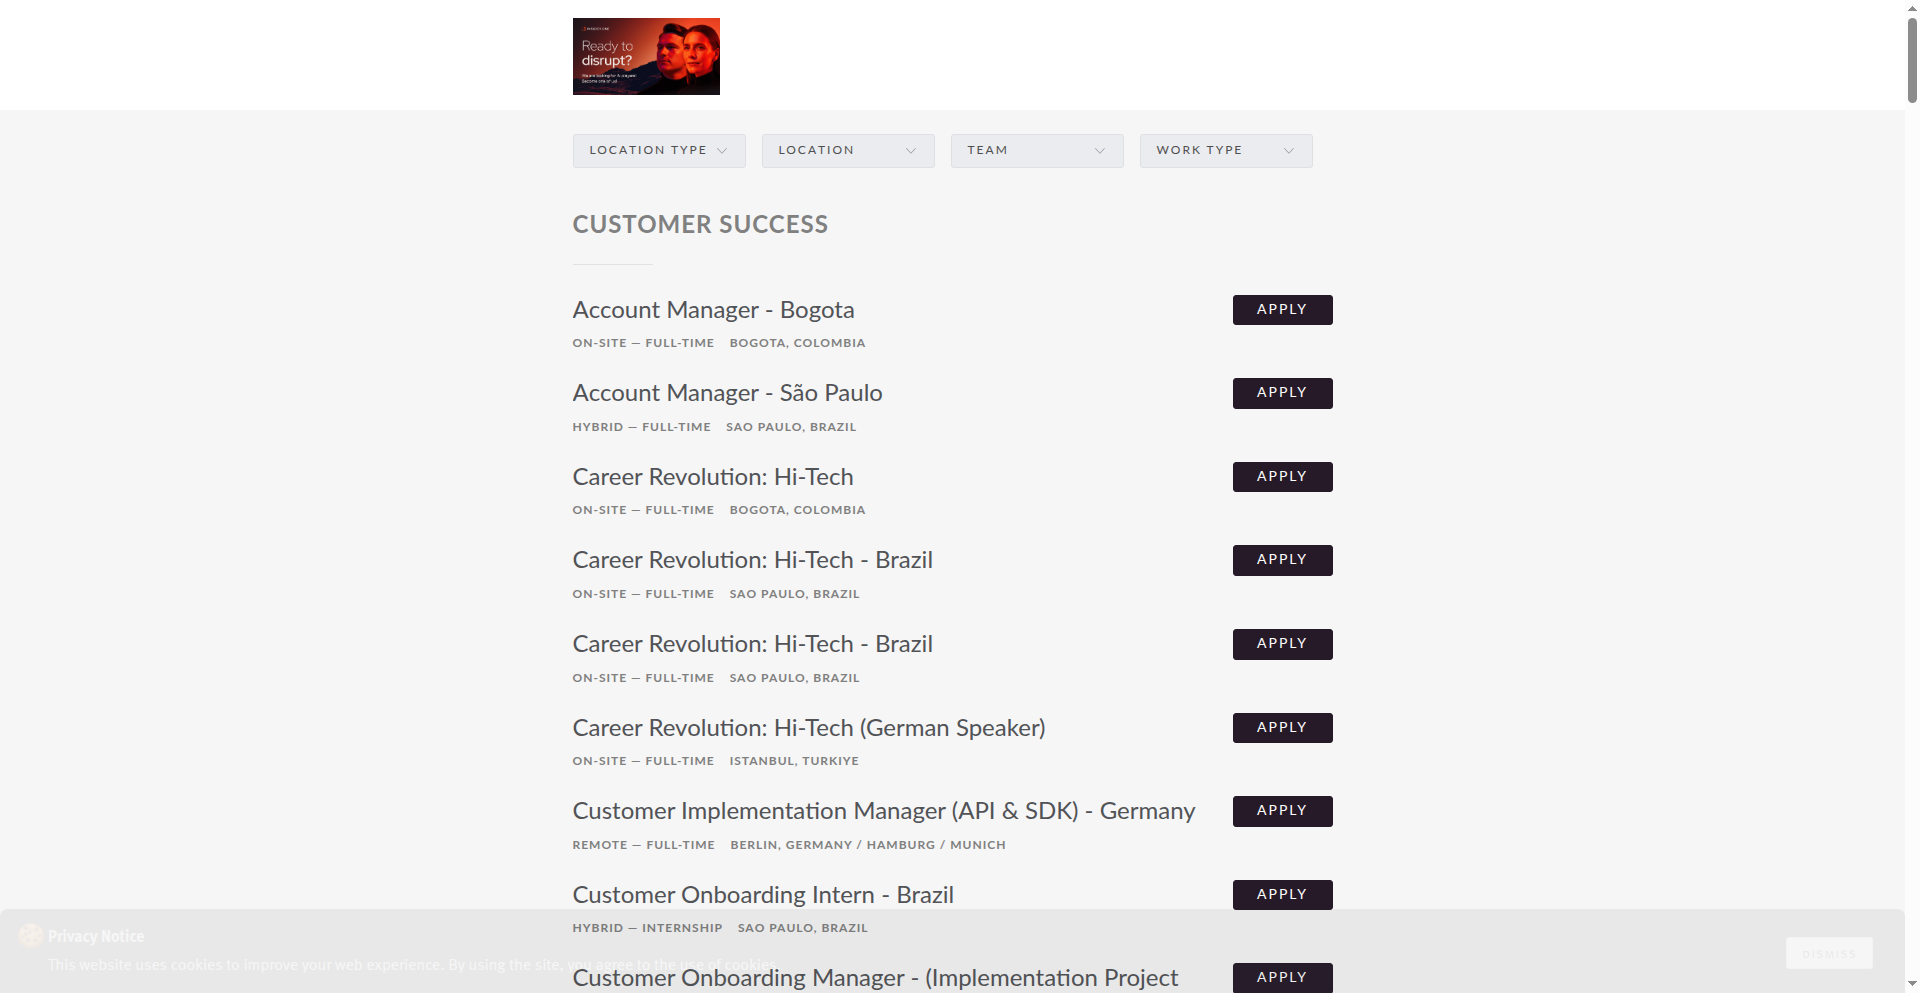 Ready to
disrupt?
LOCATION TYPE
LOCATION
TEAM
WORK TYPE
CUSTOMER SUCCESS
Account Manager - Bogota
APPLY
ON-SITE — FULL-TIME BOGOTA, COLOMBIA
Account Manager - São Paulo
APPLY
HYBRID — FULL-TIME SAO PAULO, BRAZIL
Career Revolution: Hi-Tech
APPLY
ON-SITE — FULL-TIME BOGOTA, COLOMBIA
Career Revolution: Hi-Tech - Brazil
APPLY
ON-SITE — FULL-TIME SAO PAULO, BRAZIL
Career Revolution: Hi-Tech - Brazil
APPLY
ON-SITE — FULL-TIME SAO PAULO, BRAZIL
Career Revolution: Hi-Tech (German Speaker)
APPLY
ON-SITE — FULL-TIME ISTANBUL, TURKIYE
Customer Implementation Manager (API & SDK) - Germany
APPLY
REMOTE — FULL-TIME BERLIN, GERMANY / HAMBURG / MUNICH
Customer Onboarding Intern - Brazil
APPLY
HYBRID — INTERNSHIP SAO PAULO, BRAZIL
Privacy Notice
This website uses cookies to improve your web experience. By using the site, you agree to the use of cookies.
DISMISS
Customer Onboarding Manager - (Implementation Project
APPLY